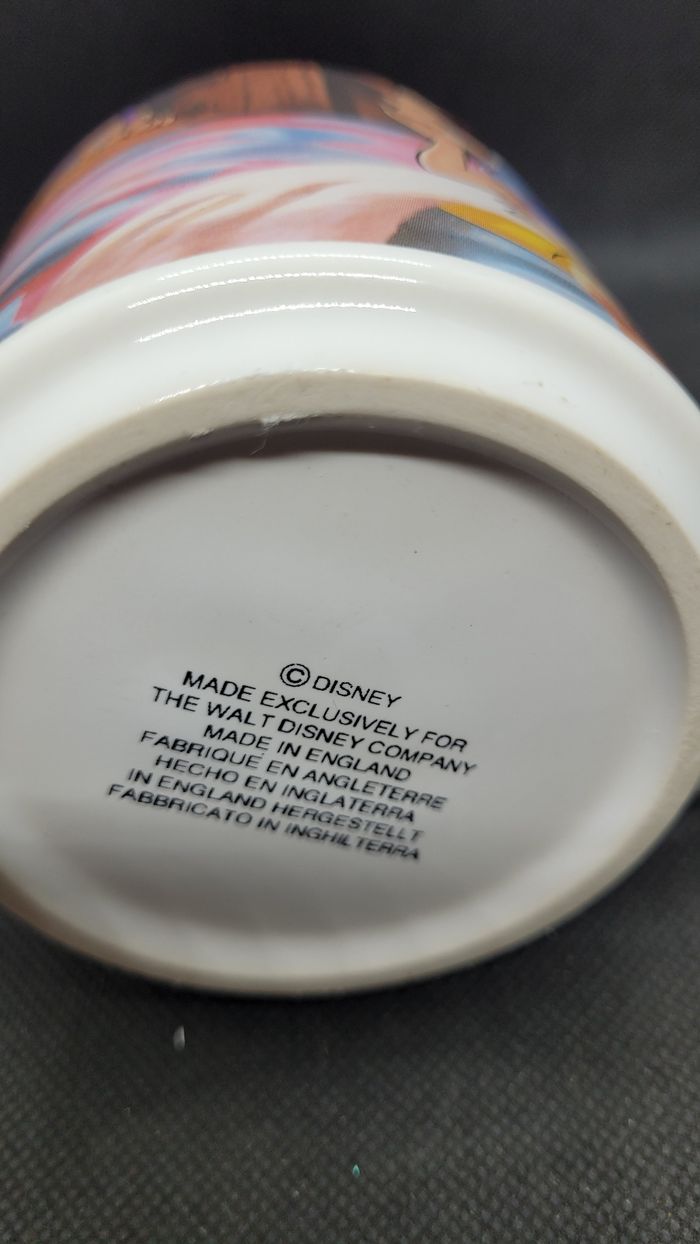 © DISNEY
MADE EXCLUSIVELY FOR
THE WALT DISNEY COMPANY
MADE IN ENGLAND
FABRIQUÉ EN ANGLETERRE
HECHO EN INGLATERRA
IN ENGLAND HERGESTELLT
FABBRICATO IN INGHILTERRA